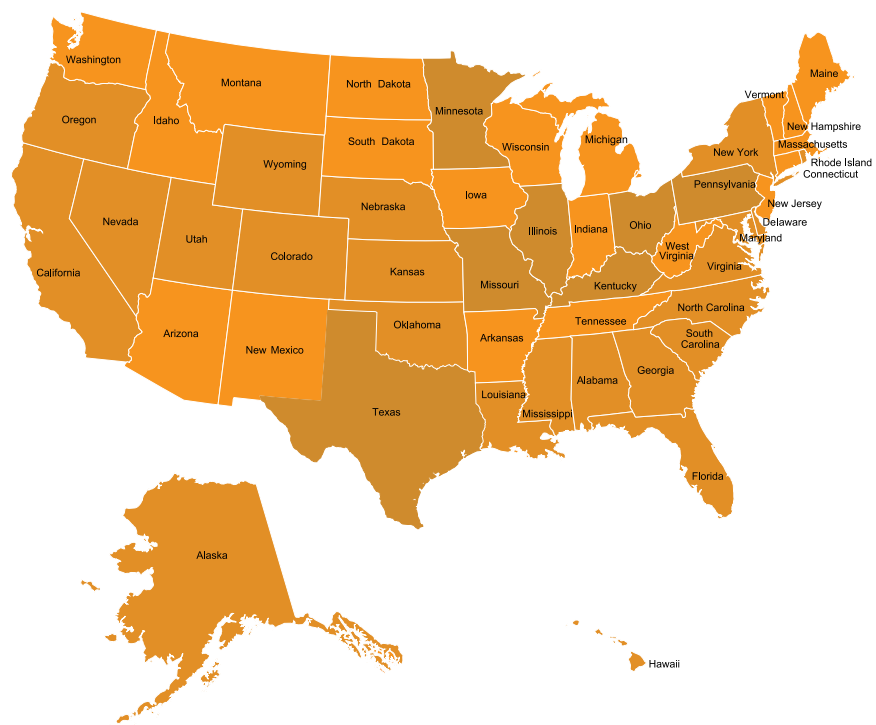 Washington
Montana
North Dakota
Minnesota
Maine
Vermont
Oregon
Idaho
South Dakota
Wisconsin
Michigan
New Hampshire
Massachusetts
New York
Rhode Island
Connecticut
Wyoming
Pennsylvania
Nebraska
Iowa
New Jersey
Nevada
Utah
Colorado
Illinois
Indiana
Ohio
Delaware
Maryland
West
Virginia
Virginia
California
Kansas
Missouri
Kentucky
North Carolina
Arizona
New Mexico
Oklahoma
Arkansas
Tennessee
South
Carolina
Texas
Louisiana
Mississippi
Alabama
Georgia
Florida
Alaska
Hawaii